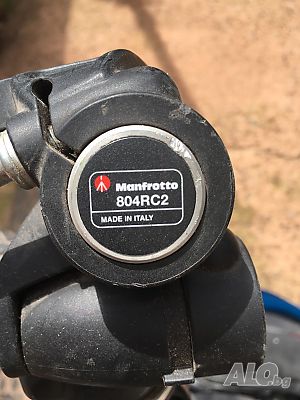 Manfrotto
804RC2
MADE IN ITALY
ALO.bg